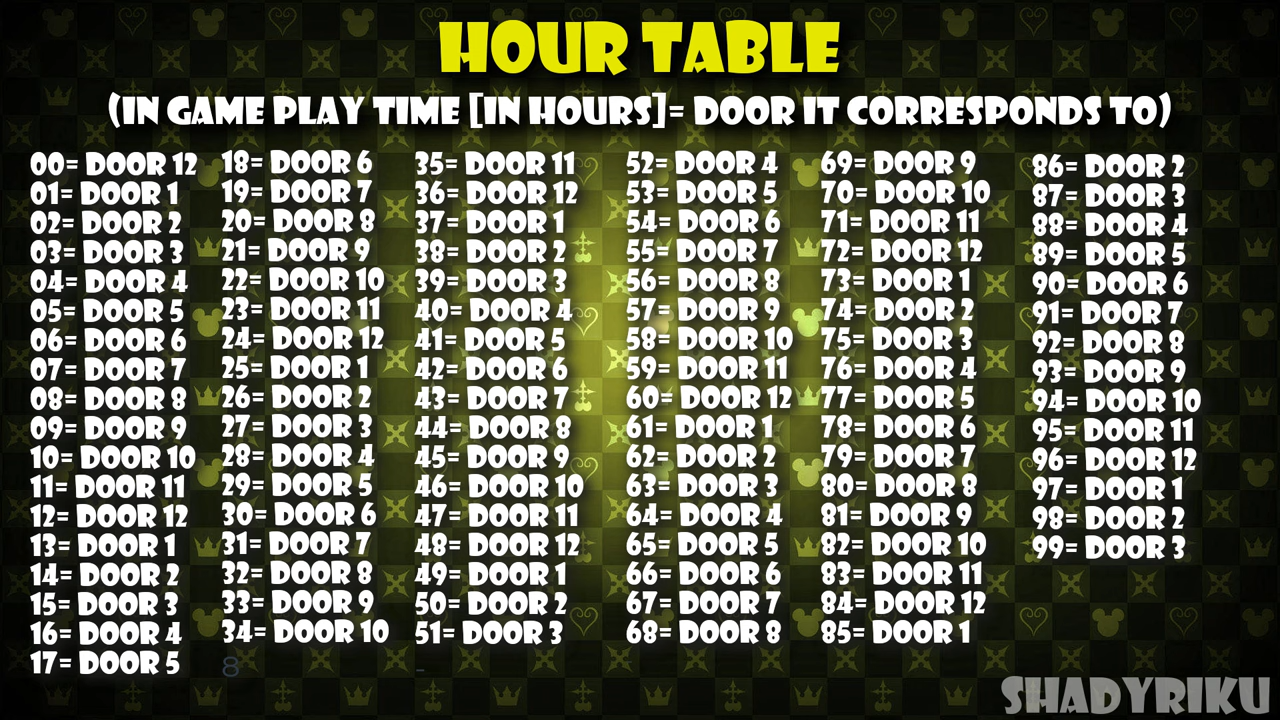 HOUR TABLE
(IN GAME PLAY TIME [IN HOURS]= DOOR IT CORRESPONDS TO)
00= DOOR 12
01= DOOR 1
02= DOOR 2
03= DOOR 3
04= DOOR 4
05= DOOR 5
06= DOOR 6
07= DOOR 7
08= DOOR 8
09= DOOR 9
10= DOOR 10
11= DOOR 11
12= DOOR 12
13= DOOR 1
14= DOOR 2
15= DOOR 3
16= DOOR 4
17= DOOR 5
18= DOOR 6
19= DOOR 7
20= DOOR 8
21= DOOR 9
22= DOOR 10
23= DOOR 11
24= DOOR 12
25= DOOR 1
26= DOOR 2
27= DOOR 3
28= DOOR 4
29= DOOR 5
30= DOOR 6
31= DOOR 7
32= DOOR 8
33= DOOR 9
34= DOOR 10
8
35= DOOR 11
36= DOOR 12
37= DOOR 1
38= DOOR 2
39= DOOR 3
40= DOOR 4
41= DOOR 5
42= DOOR 6
43= DOOR 7
44= DOOR 8
45= DOOR 9
46= DOOR 10
47= DOOR 11
48= DOOR 12
49= DOOR 1
50= DOOR 2
51= DOOR 3
-
52= DOOR 4
53= DOOR 5
54= DOOR 6
55= DOOR 7
56= DOOR 8
57= DOOR 9
58= DOOR 10
59= DOOR 11
60= DOOR 12
61= DOOR 1
62= DOOR 2
63= DOOR 3
64= DOOR 4
65= DOOR 5
66= DOOR 6
67= DOOR 7
68= DOOR 8
69= DOOR 9
70= DOOR 10
71= DOOR 11
72= DOOR 12
73= DOOR 1
74= DOOR 2
75= DOOR 3
76= DOOR 4
77= DOOR 5
78= DOOR 6
79= DOOR 7
80= DOOR 8
81= DOOR 9
82= DOOR 10
83= DOOR 11
84= DOOR 12
85= DOOR 1
86= DOOR 2
87= DOOR 3
88= DOOR 4
89= DOOR 5
90= DOOR 6
91= DOOR 7
92= DOOR 8
93= DOOR 9
94= DOOR 10
95= DOOR 11
96= DOOR 12
97= DOOR 1
98= DOOR 2
99= DOOR 3
SHADYRIKU